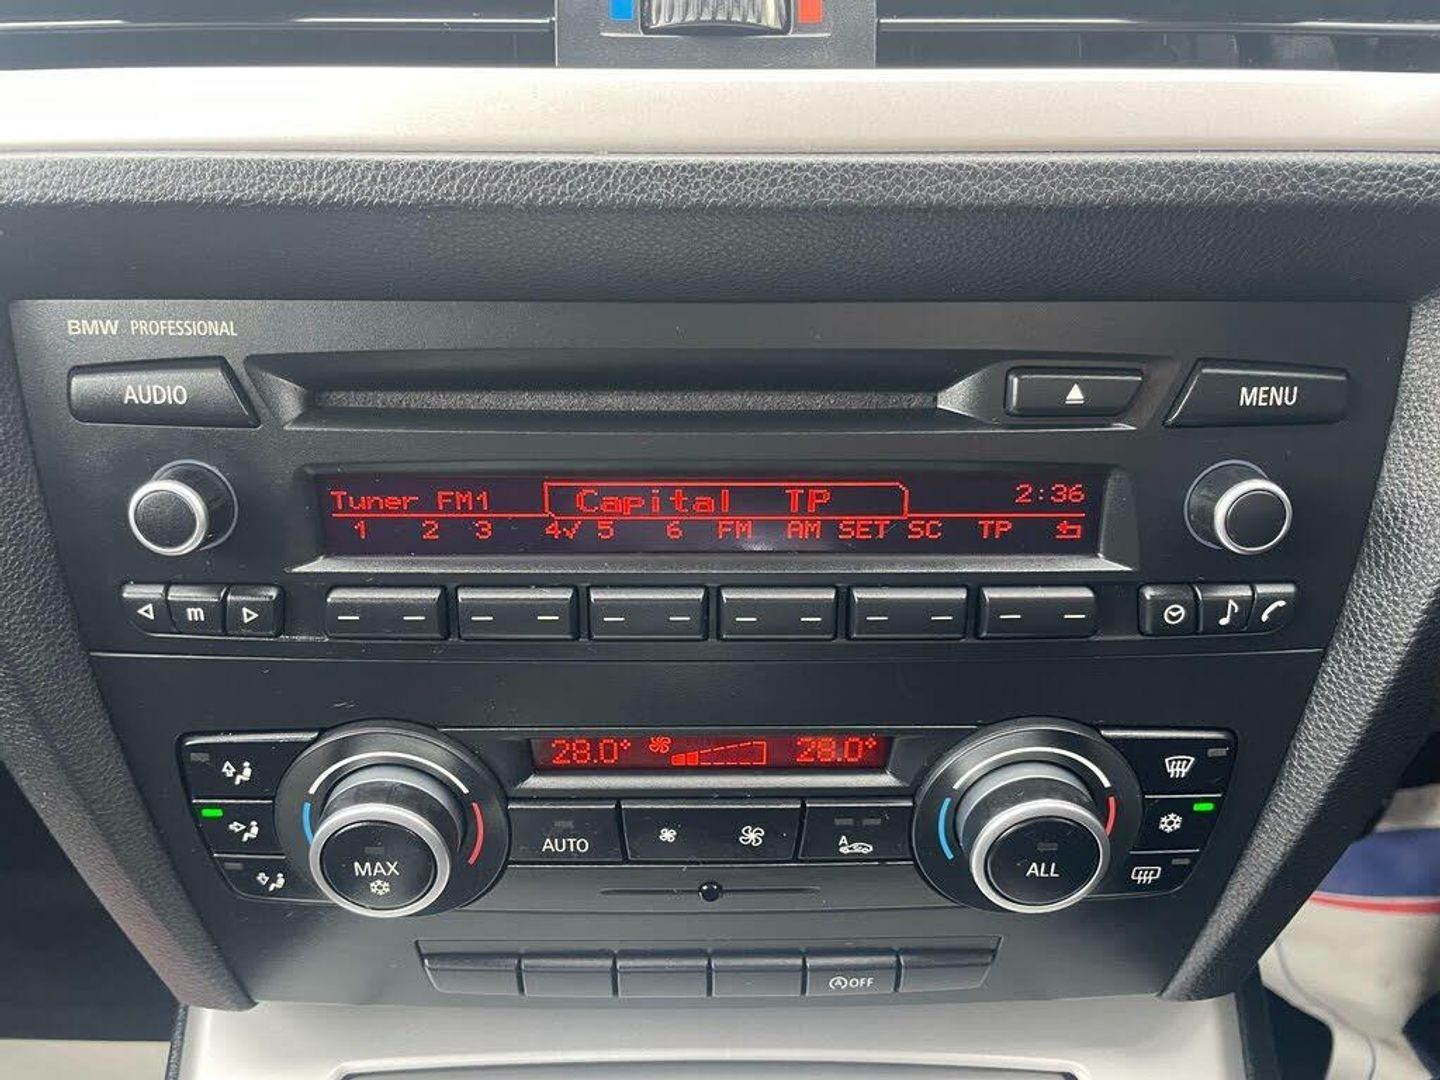 BMW PROFESSIONAL
AUDIO
MENU
Tuner FM1 Capital TP 2:36
1 2 3 4√ 5 6 FM AM SET SC TP
m
28.0° 28.0°
AUTO A
MAX ALL
A OFF